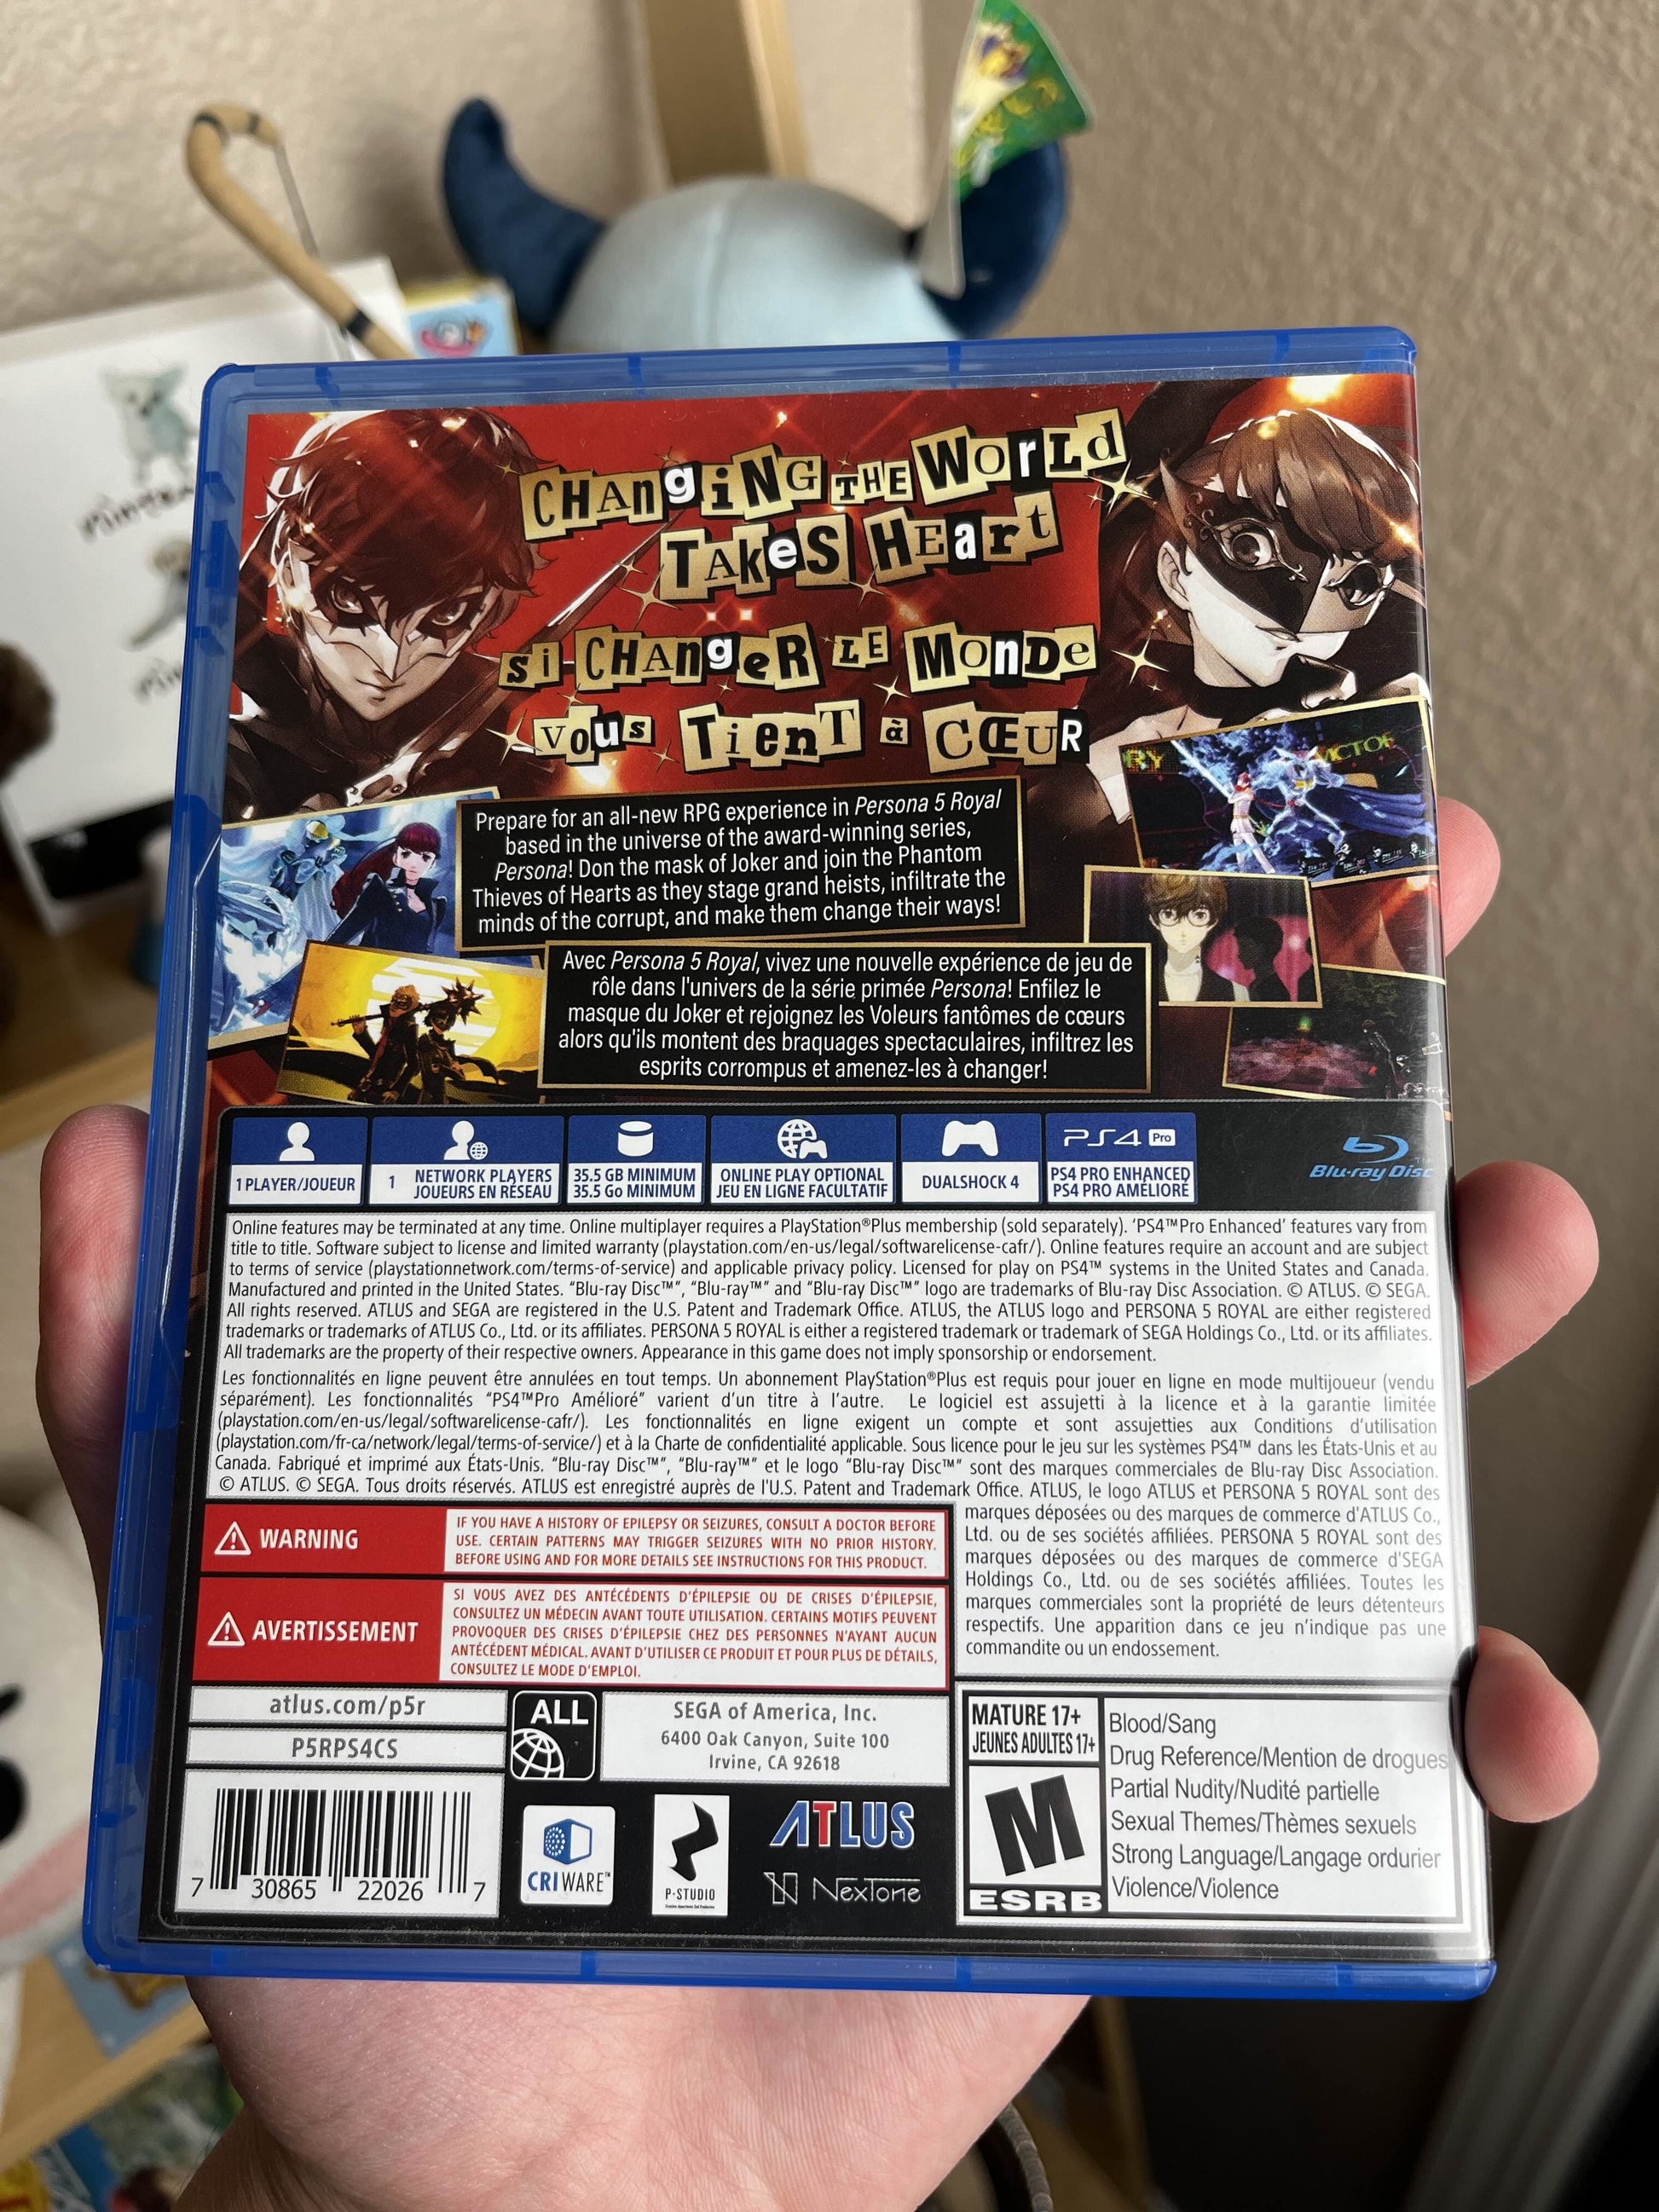 CHAngiNG THE WorLd
TAKeS HEart
Si CHAngeR LE MonDe
vous TienT à CŒUR
RY
VICTOR
Prepare for an all-new RPG experience in Persona 5 Royal
based in the universe of the award-winning series,
Persona! Don the mask of Joker and join the Phantom
Thieves of Hearts as they stage grand heists, infiltrate the
minds of the corrupt, and make them change their ways!
Avec Persona 5 Royal, vivez une nouvelle expérience de jeu de
rôle dans l'univers de la série primée Persona! Enfilez le
masque du Joker et rejoignez les Voleurs fantômes de cœurs
alors qu'ils montent des braquages spectaculaires, infiltrez les
esprits corrompus et amenez-les à changer!
1 PLAYER/JOUEUR
1 NETWORK PLAYERS
JOUEURS EN RÉSEAU
35.5 GB MINIMUM
35.5 Go MINIMUM
ONLINE PLAY OPTIONAL
JEU EN LIGNE FACULTATIF
DUALSHOCK 4
PS4 Pro
PS4 PRO ENHANCED
PS4 PRO AMÉLIORÉ
Blu-ray Disc
Online features may be terminated at any time. Online multiplayer requires a PlayStation®Plus membership (sold separately). 'PS4™Pro Enhanced' features vary from
title to title. Software subject to license and limited warranty (playstation.com/en-us/legal/softwarelicense-cafr/). Online features require an account and are subject
to terms of service (playstationnetwork.com/terms-of-service) and applicable privacy policy. Licensed for play on PS4™ systems in the United States and Canada.
Manufactured and printed in the United States. “Blu-ray Disc™”, “Blu-ray™” and “Blu-ray Disc™” logo are trademarks of Blu-ray Disc Association. © ATLUS. © SEGA.
All rights reserved. ATLUS and SEGA are registered in the U.S. Patent and Trademark Office. ATLUS, the ATLUS logo and PERSONA 5 ROYAL are either registered
trademarks or trademarks of ATLUS Co., Ltd. or its affiliates. PERSONA 5 ROYAL is either a registered trademark or trademark of SEGA Holdings Co., Ltd. or its affiliates.
All trademarks are the property of their respective owners. Appearance in this game does not imply sponsorship or endorsement.
Les fonctionnalités en ligne peuvent être annulées en tout temps. Un abonnement PlayStation®Plus est requis pour jouer en ligne en mode multijoueur (vendu
séparément). Les fonctionnalités “PS4™Pro Amélioré” varient d’un titre à l’autre. Le logiciel est assujetti à la licence et à la garantie limitée
(playstation.com/en-us/legal/softwarelicense-cafr/). Les fonctionnalités en ligne exigent un compte et sont assujetties aux Conditions d’utilisation
(playstation.com/fr-ca/network/legal/terms-of-service/) et à la Charte de confidentialité applicable. Sous licence pour le jeu sur les systèmes PS4™ dans les États-Unis et au
Canada. Fabriqué et imprimé aux États-Unis. “Blu-ray Disc™”, “Blu-ray™” et le logo “Blu-ray Disc™” sont des marques commerciales de Blu-ray Disc Association.
© ATLUS. © SEGA. Tous droits réservés. ATLUS est enregistré auprès de l'U.S. Patent and Trademark Office. ATLUS, le logo ATLUS et PERSONA 5 ROYAL sont des
marques déposées ou des marques de commerce d'ATLUS Co.,
Ltd. ou de ses sociétés affiliées. PERSONA 5 ROYAL sont des
marques déposées ou des marques de commerce d'SEGA
Holdings Co., Ltd. ou de ses sociétés affiliées. Toutes les
marques commerciales sont la propriété de leurs détenteurs
respectifs. Une apparition dans ce jeu n’indique pas une
commandite ou un endossement.
WARNING
IF YOU HAVE A HISTORY OF EPILEPSY OR SEIZURES, CONSULT A DOCTOR BEFORE
USE. CERTAIN PATTERNS MAY TRIGGER SEIZURES WITH NO PRIOR HISTORY.
BEFORE USING AND FOR MORE DETAILS SEE INSTRUCTIONS FOR THIS PRODUCT.
AVERTISSEMENT
SI VOUS AVEZ DES ANTÉCÉDENTS D’ÉPILEPSIE OU DE CRISES D’ÉPILEPSIE,
CONSULTEZ UN MÉDECIN AVANT TOUTE UTILISATION. CERTAINS MOTIFS PEUVENT
PROVOQUER DES CRISES D’ÉPILEPSIE CHEZ DES PERSONNES N’AYANT AUCUN
ANTÉCÉDENT MÉDICAL. AVANT D’UTILISER CE PRODUIT ET POUR PLUS DE DÉTAILS,
CONSULTEZ LE MODE D’EMPLOI.
atlus.com/p5r
P5RPS4CS
ALL
SEGA of America, Inc.
6400 Oak Canyon, Suite 100
Irvine, CA 92618
7 30865 22026 7
CRIWARE™
P-STUDIO
ATLUS
NexTone
MATURE 17+
JEUNES ADULTES 17+
M
ESRB
Blood/Sang
Drug Reference/Mention de drogues
Partial Nudity/Nudité partielle
Sexual Themes/Thèmes sexuels
Strong Language/Langage ordurier
Violence/Violence